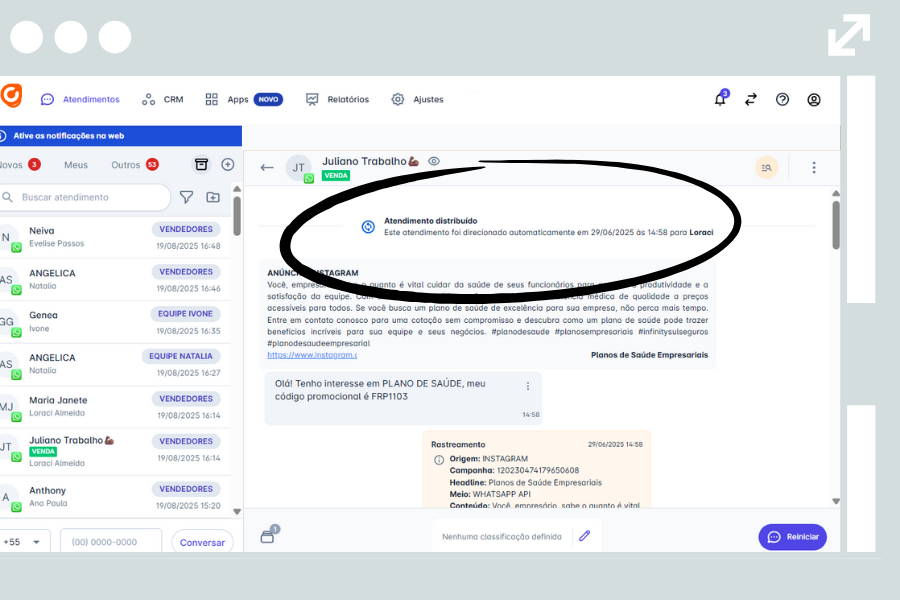 Atendimentos
CRM
Apps NOVO
Relatórios
Ajustes
3
Ative as notificações na web
Novos 3
Meus
Outros 53
Buscar atendimento
N
Neiva
VENDEDORES
Evelise Passos
19/08/2025 16:48
AS
ANGELICA
VENDEDORES
Natalia
19/08/2025 16:46
GG
Genea
EQUIPE IVONE
Ivone
19/08/2025 16:35
AS
ANGELICA
EQUIPE NATALIA
Natalia
19/08/2025 16:27
MJ
Maria Janete
VENDEDORES
Loraci Almeida
19/08/2025 16:14
JT
Juliano Trabalho💪🏾
VENDEDORES
VENDA
Loraci Almeida
19/08/2025 16:14
A
Anthony
VENDEDORES
Ana Paula
19/08/2025 15:20
+55
(00) 0000-0000
Conversar
JT
Juliano Trabalho💪🏾
VENDA
Atendimento distribuído
Este atendimento foi direcionado automaticamente em 29/06/2025 às 14:58 para Loraci
ANÚNCIO INSTAGRAM
Você, empresário, sabe o quanto é vital cuidar da saúde de seus funcionários para produtividade e a
satisfação da equipe. médica de qualidade a preços
acessíveis para todos. Se você busca um plano de saúde de excelência para sua empresa, não perca mais tempo.
Entre em contato conosco para uma cotação sem compromisso e descubra como um plano de saúde pode trazer
benefícios incríveis para sua equipe e seus negócios. #planodesaude #planosempresariais #infinitysulseguros
#planodesaudeempresarial
https://www.instagram.c
Planos de Saúde Empresariais
Olá! Tenho interesse em PLANO DE SAÚDE, meu
código promocional é FRP1103
14:58
Rastreamento
29/06/2025 14:58
Origem: INSTAGRAM
Campanha: 120230474179650608
Headline: Planos de Saúde Empresariais
Meio: WHATSAPP API
Conteúdo: Você, empresário, sabe o quanto é vital
1
Nenhuma classificação definida
Reiniciar